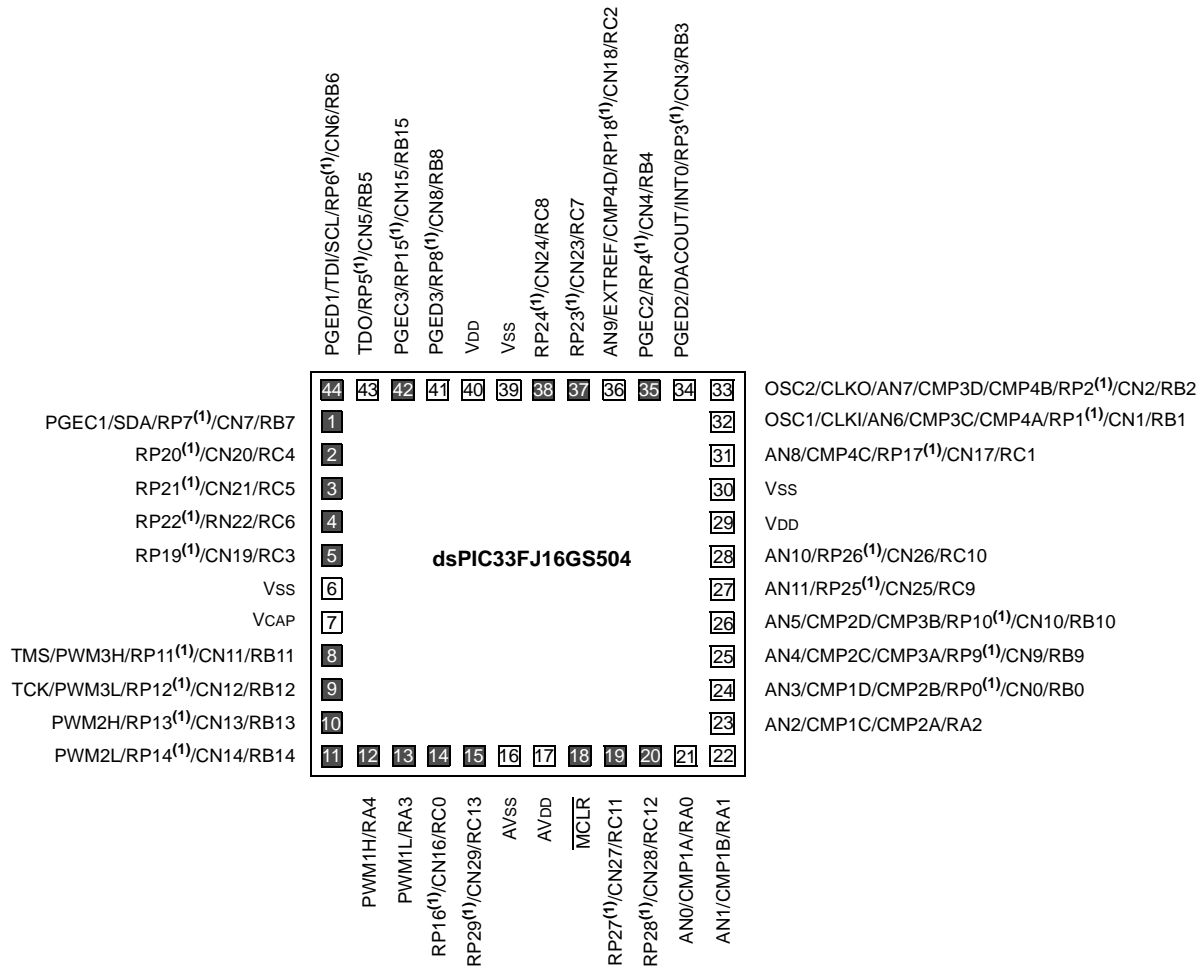 PGED1/TDI/SCL/RP6(1)/CN6/RB6
TDO/RP5(1)/CN5/RB5
PGEC3/RP15(1)/CN15/RB15
PGED3/RP8(1)/CN8/RB8
VDD
VSS
RP24(1)/CN24/RC8
RP23(1)/CN23/RC7
AN9/EXTREF/CMP4D/RP18(1)/CN18/RC2
PGEC2/RP4(1)/CN4/RB4
PGED2/DACOUT/INT0/RP3(1)/CN3/RB3
44 43 42 41 40 39 38 37 36 35 34 33 OSC2/CLKO/AN7/CMP3D/CMP4B/RP2(1)/CN2/RB2
PGEC1/SDA/RP7(1)/CN7/RB7 1 32 OSC1/CLKI/AN6/CMP3C/CMP4A/RP1(1)/CN1/RB1
RP20(1)/CN20/RC4 2 31 AN8/CMP4C/RP17(1)/CN17/RC1
RP21(1)/CN21/RC5 3 30 VSS
RP22(1)/RN22/RC6 4 29 VDD
RP19(1)/CN19/RC3 5 dsPIC33FJ16GS504 28 AN10/RP26(1)/CN26/RC10
VSS 6 27 AN11/RP25(1)/CN25/RC9
VCAP 7 26 AN5/CMP2D/CMP3B/RP10(1)/CN10/RB10
TMS/PWM3H/RP11(1)/CN11/RB11 8 25 AN4/CMP2C/CMP3A/RP9(1)/CN9/RB9
TCK/PWM3L/RP12(1)/CN12/RB12 9 24 AN3/CMP1D/CMP2B/RP0(1)/CN0/RB0
PWM2H/RP13(1)/CN13/RB13 10 23 AN2/CMP1C/CMP2A/RA2
PWM2L/RP14(1)/CN14/RB14 11 12 13 14 15 16 17 18 19 20 21 22
PWM1H/RA4
PWM1L/RA3
RP16(1)/CN16/RC0
RP29(1)/CN29/RC13
AVSS
AVDD
MCLR
RP27(1)/CN27/RC11
RP28(1)/CN28/RC12
AN0/CMP1A/RA0
AN1/CMP1B/RA1